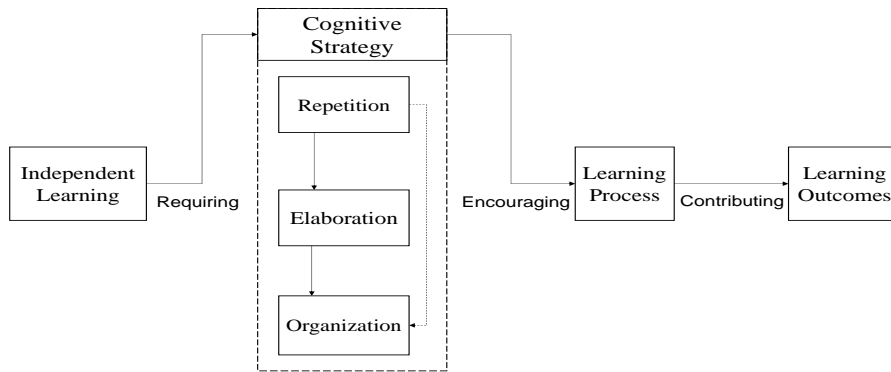 Cognitive
Strategy
Repetition
Independent
Learning
Requiring
Elaboration
Encouraging
Learning
Process
Contributing
Learning
Outcomes
Organization